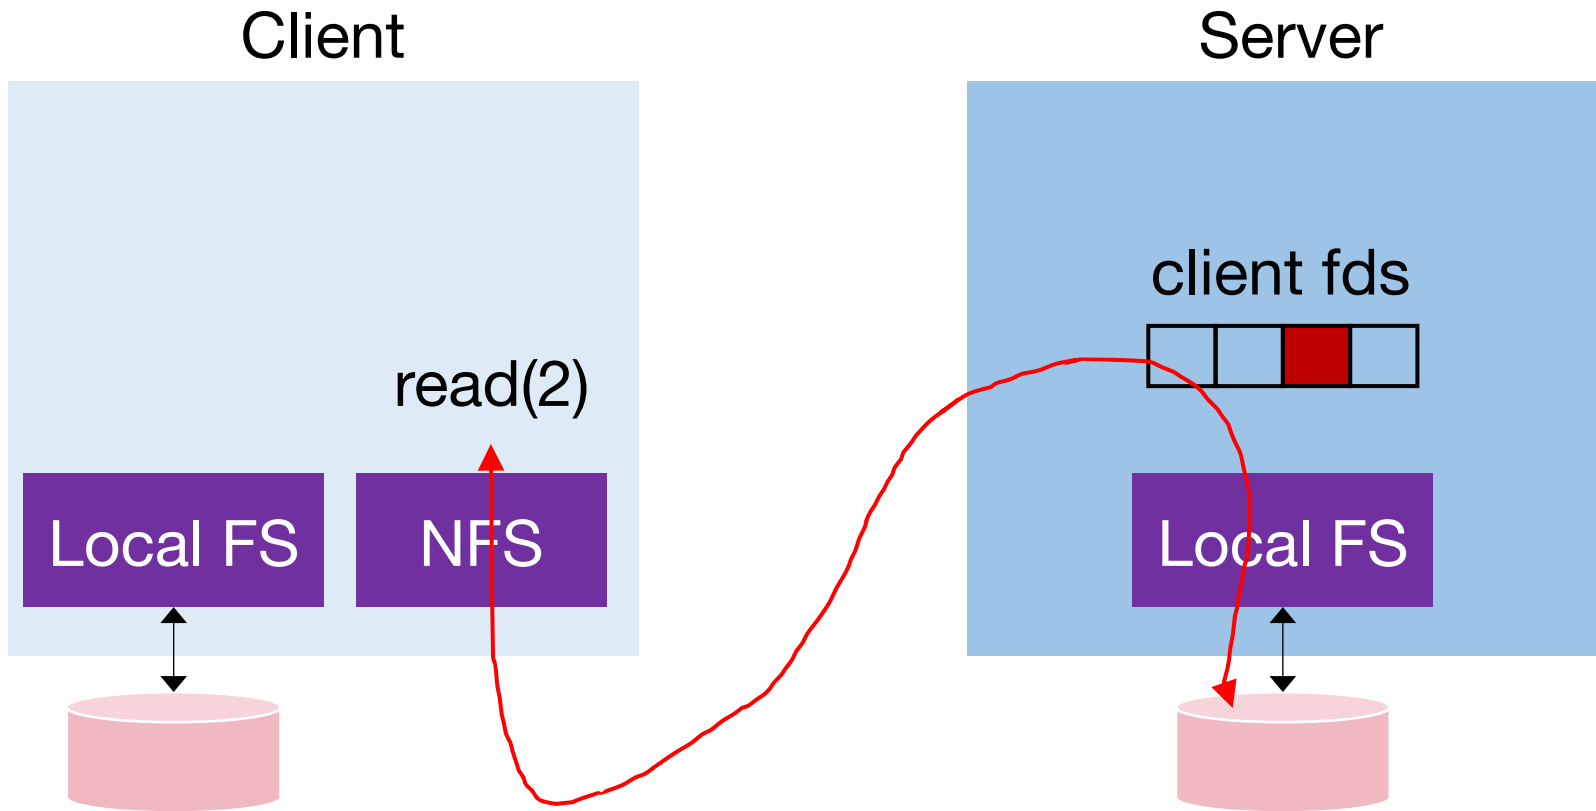 Client
Server
client fds
read(2)
Local FS
NFS
Local FS